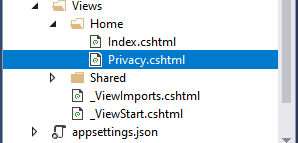 Views
Home
Index.cshtml
Privacy.cshtml
Shared
_ViewImports.cshtml
_ViewStart.cshtml
appsettings.json